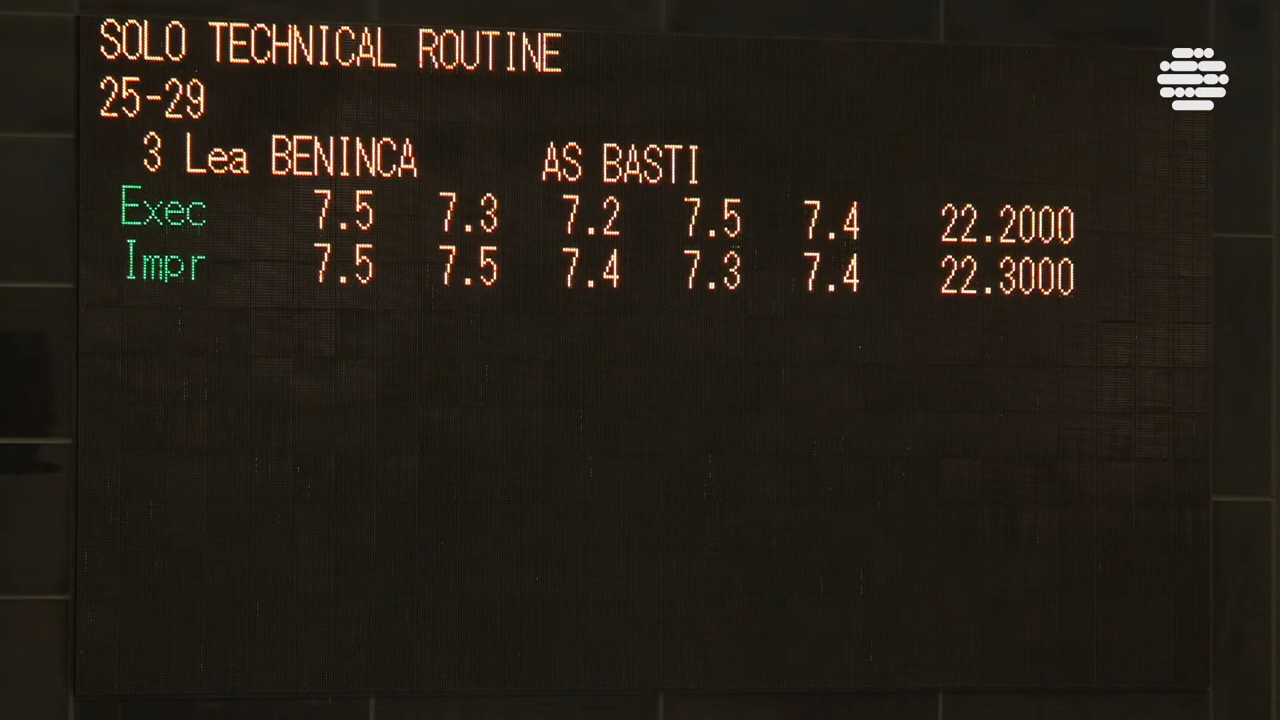 SOLO TECHNICAL ROUTINE
25-29
3 Lea BENINCA AS BASTI
Exec 7.5 7.3 7.2 7.5 7.4 22.2000
Impr 7.5 7.5 7.4 7.3 7.4 22.3000